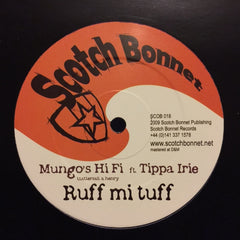 Scotch Bonnet
SCOB 018
2009 Scotch Bonnet Publishing
Scotch Bonnet Records
+44 (0)141 337 1578
www.scotchbonnet.net
mastered at D&M
Mungo's Hi Fi ft Tippa Irie
Ruff mi tuff